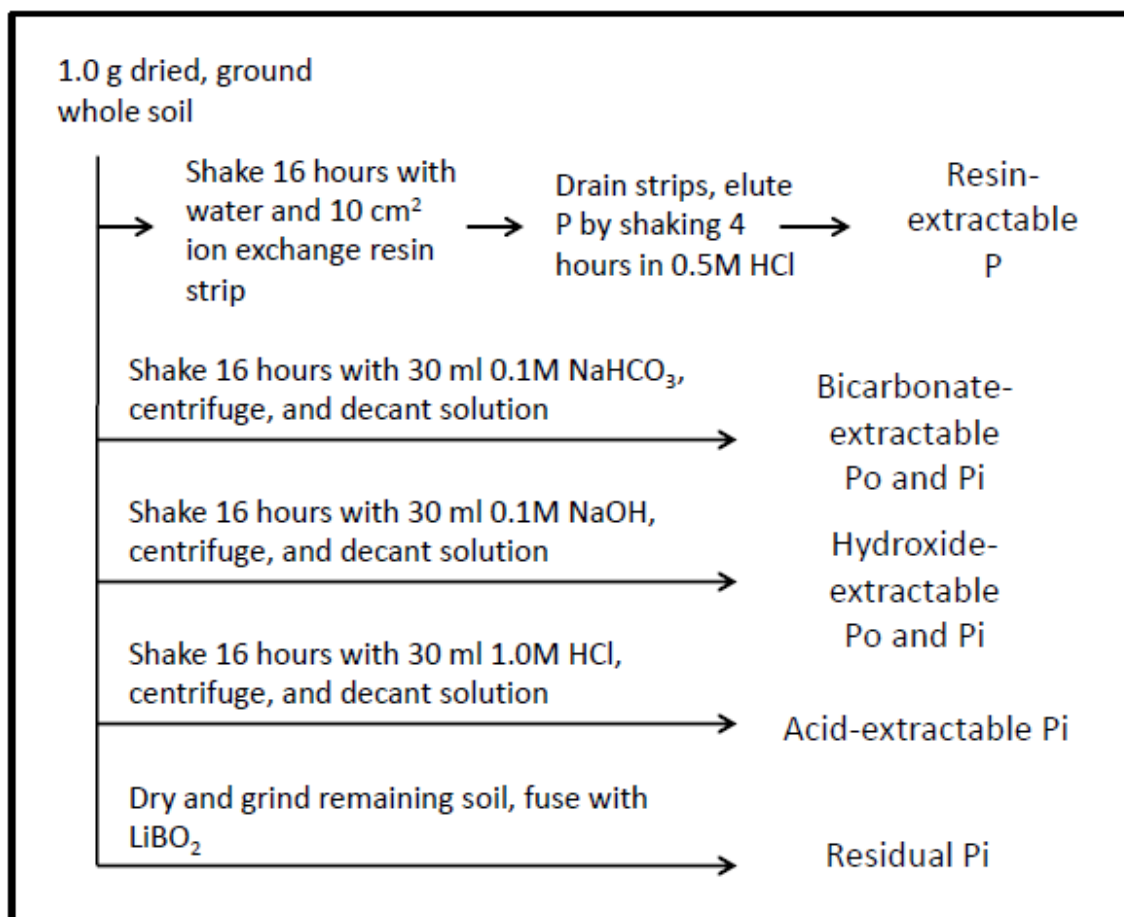 1.0 g dried, ground
whole soil
Shake 16 hours with
water and 10 cm²
ion exchange resin
strip
Drain strips, elute
P by shaking 4
hours in 0.5M HCl
Resin-
extractable
P
Shake 16 hours with 30 ml 0.1M NaHCO₃,
centrifuge, and decant solution
Bicarbonate-
extractable
Po and Pi
Shake 16 hours with 30 ml 0.1M NaOH,
centrifuge, and decant solution
Hydroxide-
extractable
Po and Pi
Shake 16 hours with 30 ml 1.0M HCl,
centrifuge, and decant solution
Acid-extractable Pi
Dry and grind remaining soil, fuse with
LiBO₂
Residual Pi